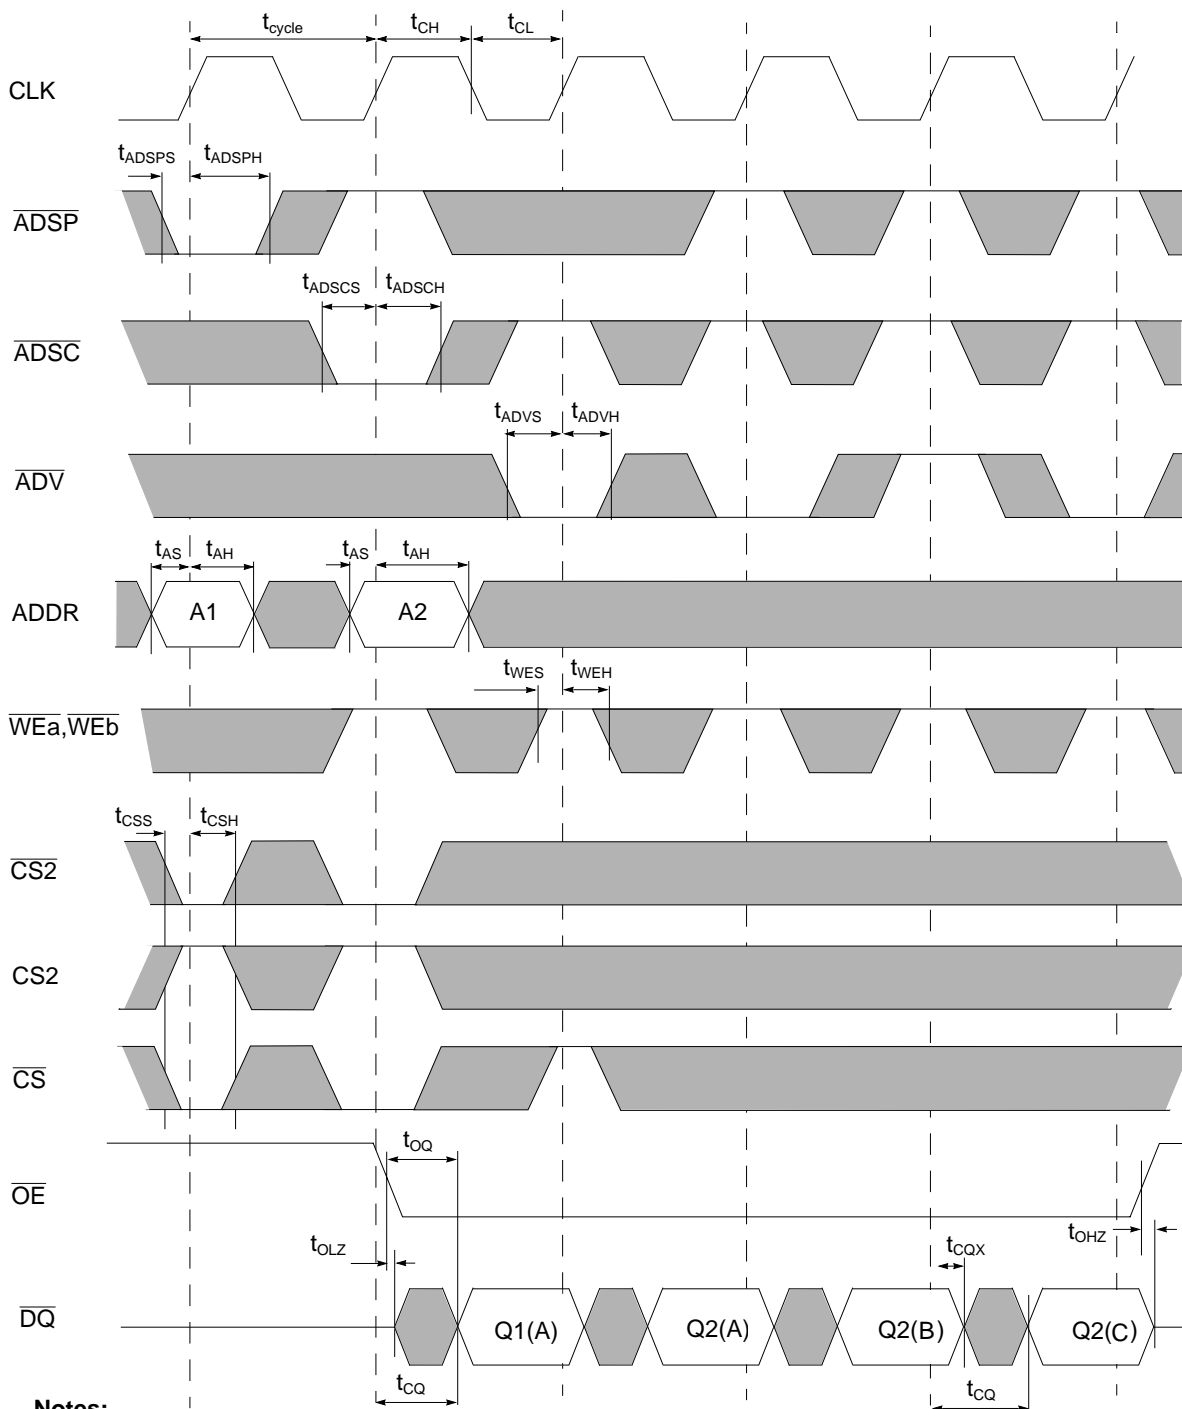 tcycle tCH tCL
CLK
tADSPS tADSPH
ADSP
tADSCS tADSCH
ADSC
tADVS tADVH
ADV
tAS tAH tAS tAH
ADDR A1 A2
tWES tWEH
WEa,WEb
tCSS tCSH
CS2
CS2
CS
tOQ
OE
tOLZ tCQX tOHZ
DQ Q1(A) Q2(A) Q2(B) Q2(C)
tCQ tCQ
Notes: